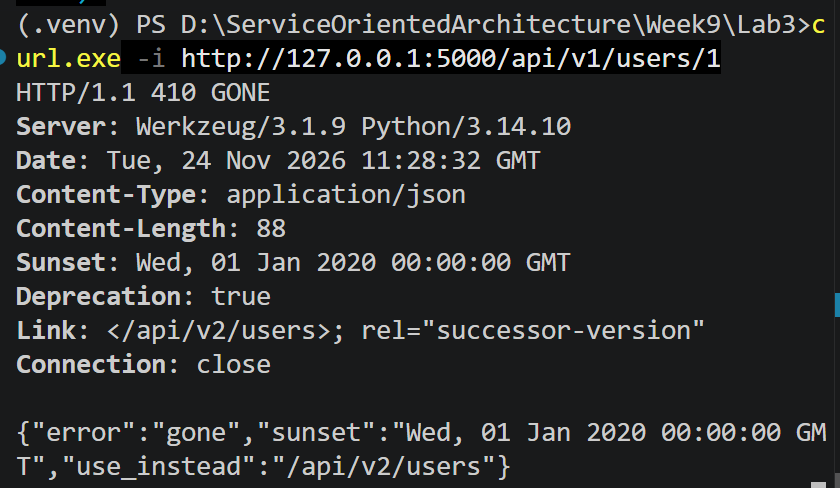 (.venv) PS D:\ServiceOrientedArchitecture\Week9\Lab3>c
url.exe -i http://127.0.0.1:5000/api/v1/users/1
HTTP/1.1 410 GONE
Server: Werkzeug/3.1.9 Python/3.14.10
Date: Tue, 24 Nov 2026 11:28:32 GMT
Content-Type: application/json
Content-Length: 88
Sunset: Wed, 01 Jan 2020 00:00:00 GMT
Deprecation: true
Link: </api/v2/users>; rel="successor-version"
Connection: close

{"error":"gone","sunset":"Wed, 01 Jan 2020 00:00:00 GM
T","use_instead":"/api/v2/users"}